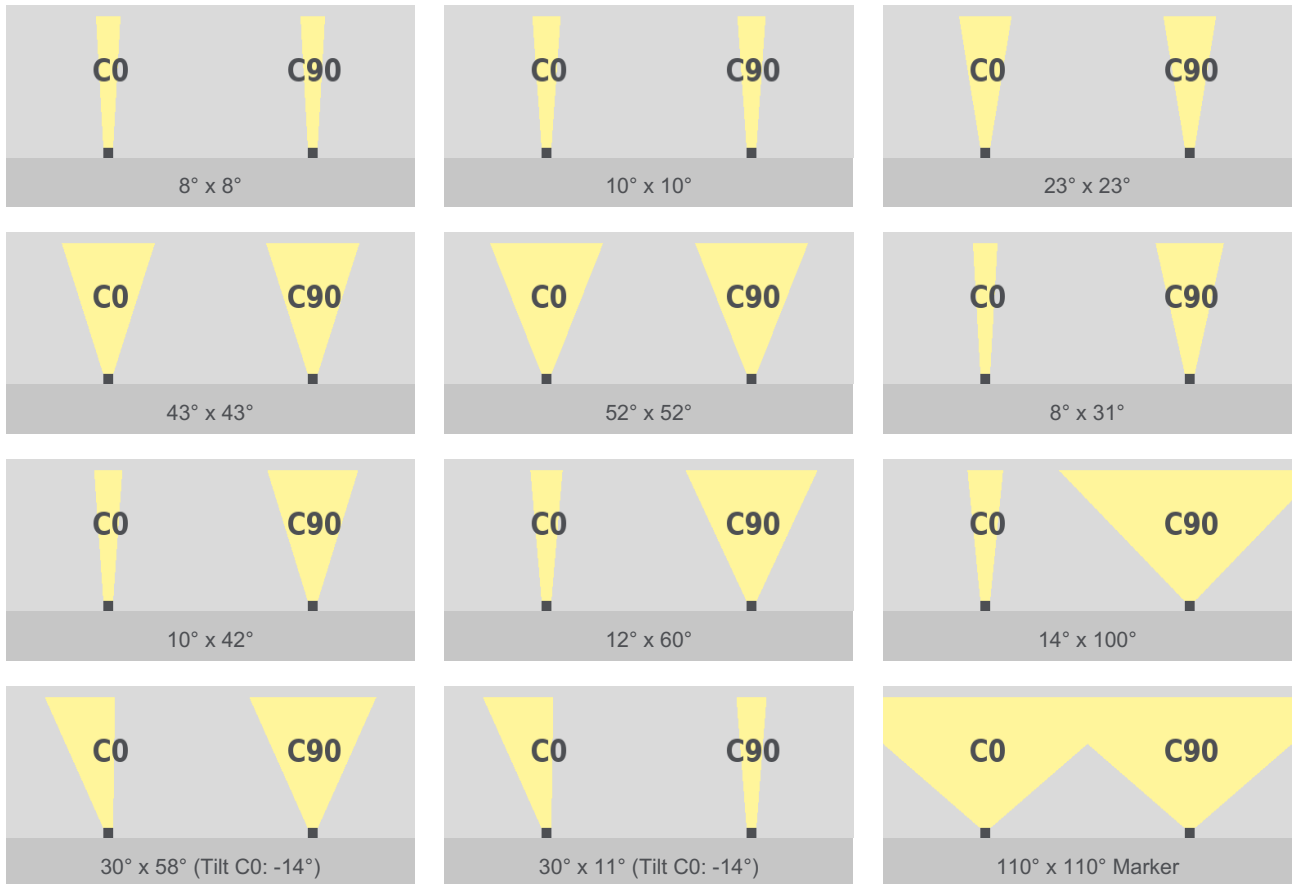 C0 C90
8° x 8°
C0 C90
10° x 10°
C0 C90
23° x 23°
C0 C90
43° x 43°
C0 C90
52° x 52°
C0 C90
8° x 31°
C0 C90
10° x 42°
C0 C90
12° x 60°
C0 C90
14° x 100°
C0 C90
30° x 58° (Tilt C0: -14°)
C0 C90
30° x 11° (Tilt C0: -14°)
C0 C90
110° x 110° Marker